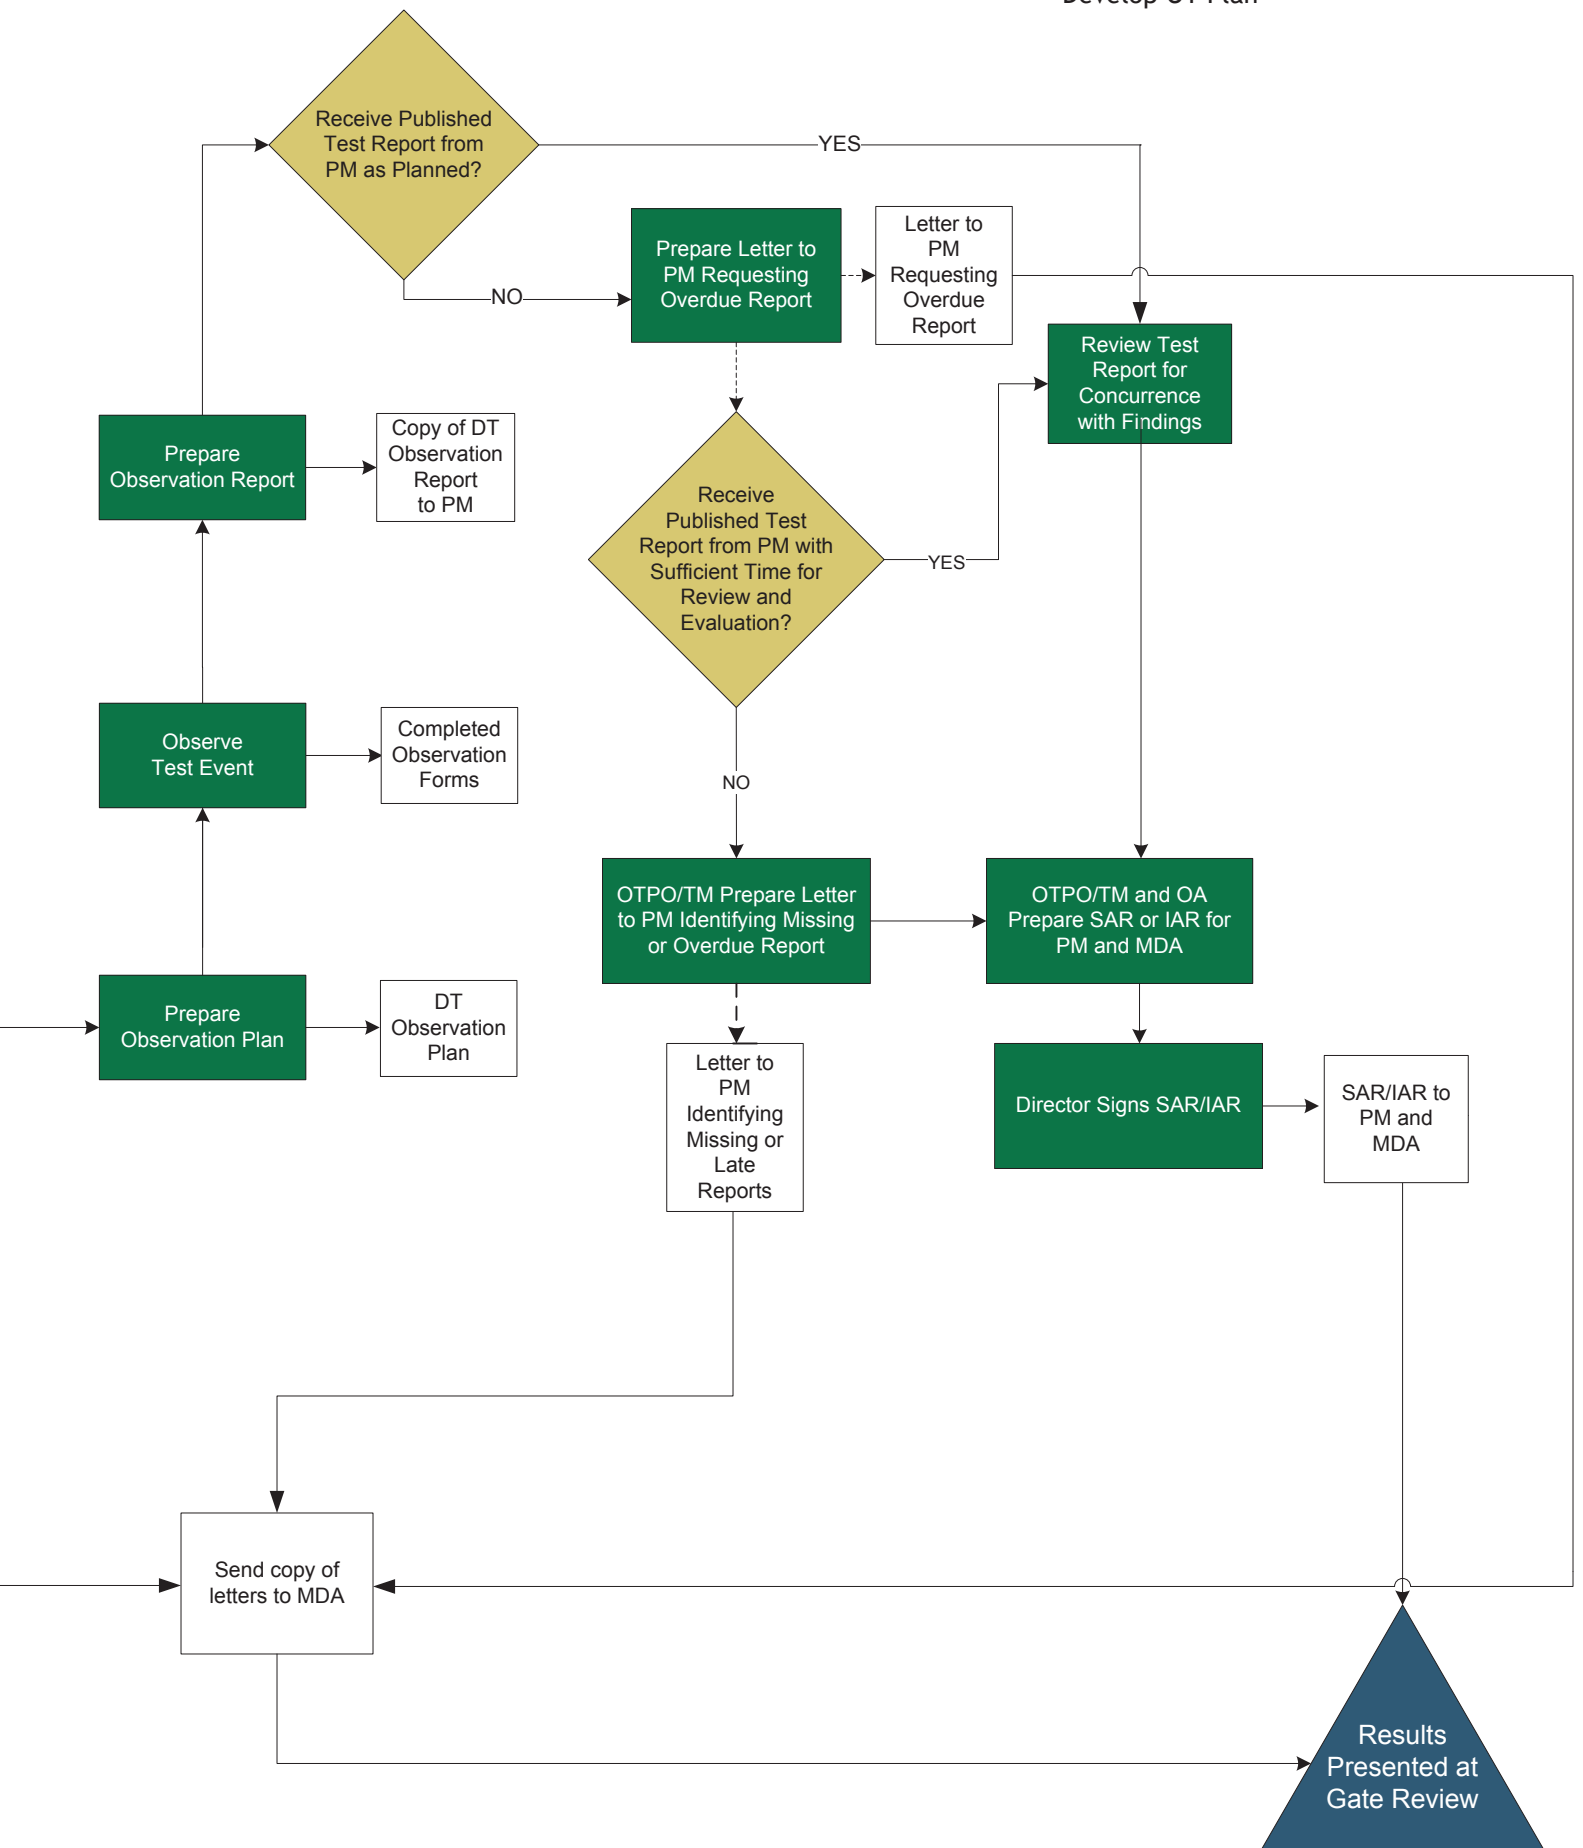 Receive Published
Test Report from
PM as Planned?
YES
NO
Prepare Letter to
PM Requesting
Overdue Report
Letter to
PM
Requesting
Overdue
Report
Review Test
Report for
Concurrence
with Findings
Prepare
Observation Report
Copy of DT
Observation
Report
to PM
Receive
Published Test
Report from PM with
Sufficient Time for
Review and
Evaluation?
YES
NO
Observe
Test Event
Completed
Observation
Forms
OTPO/TM Prepare Letter
to PM Identifying Missing
or Overdue Report
OTPO/TM and OA
Prepare SAR or IAR for
PM and MDA
Prepare
Observation Plan
DT
Observation
Plan
Letter to
PM
Identifying
Missing or
Late
Reports
Director Signs SAR/IAR
SAR/IAR to
PM and
MDA
Send copy of
letters to MDA
Results
Presented at
Gate Review